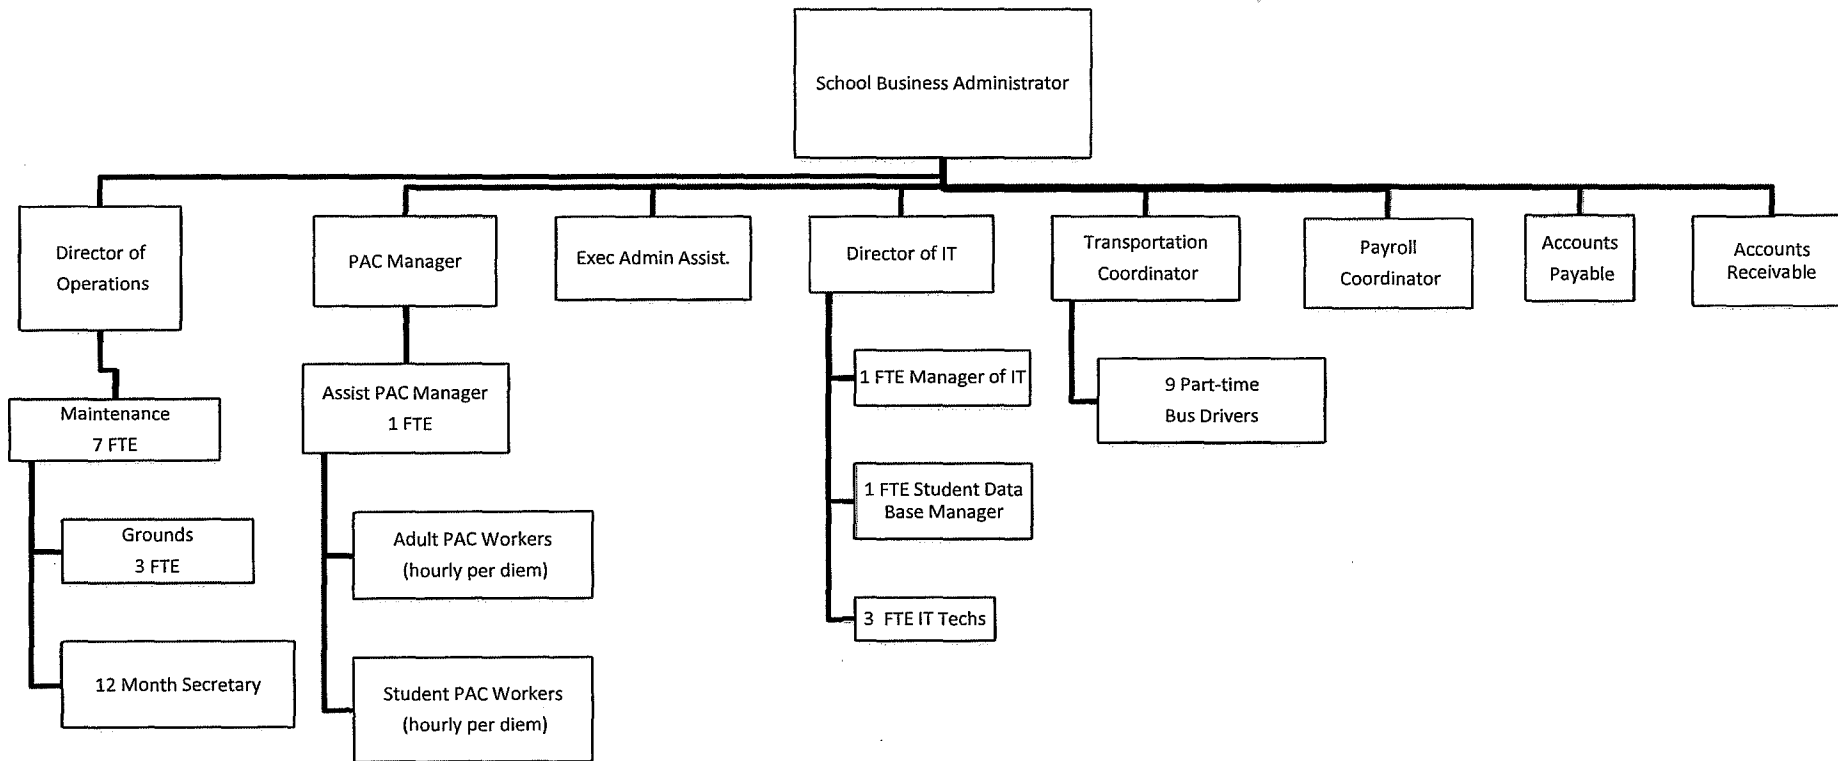 School Business Administrator
Director of
Operations
PAC Manager
Exec Admin Assist.
Director of IT
Transportation
Coordinator
Payroll
Coordinator
Accounts
Payable
Accounts
Receivable
Maintenance
7 FTE
Grounds
3 FTE
12 Month Secretary
Assist PAC Manager
1 FTE
Adult PAC Workers
(hourly per diem)
Student PAC Workers
(hourly per diem)
1 FTE Manager of IT
1 FTE Student Data
Base Manager
3 FTE IT Techs
9 Part-time
Bus Drivers